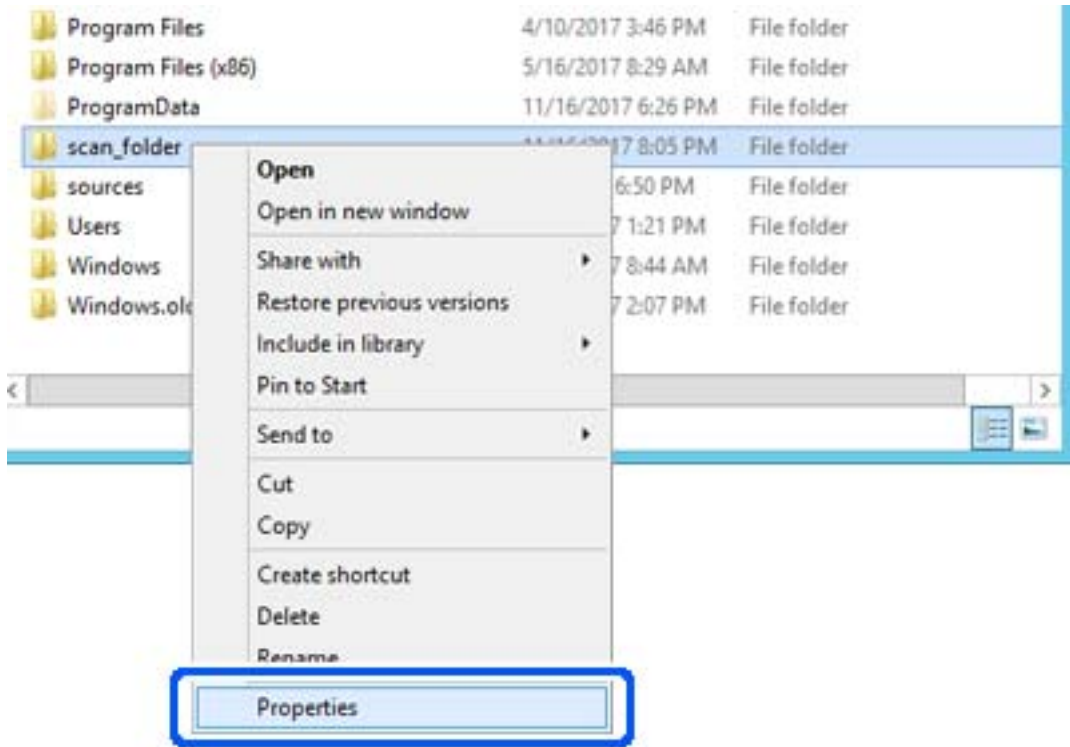 Program Files 4/10/2017 3:46 PM File folder
Program Files (x86) 5/16/2017 8:29 AM File folder
ProgramData 11/16/2017 6:26 PM File folder
scan_folder 7 8:05 PM File folder
sources 6:50 PM File folder
Users 7 1:21 PM File folder
Windows 7 8:44 AM File folder
Windows.old 7 2:07 PM File folder
Open
Open in new window
Share with
Restore previous versions
Include in library
Pin to Start
Send to
Cut
Copy
Create shortcut
Delete
Rename
Properties